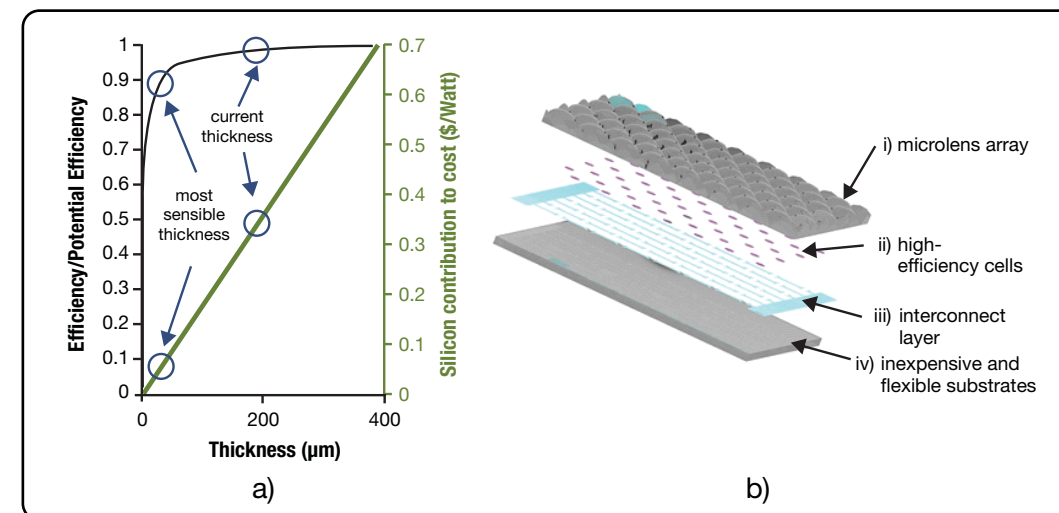 1
0.9
0.8
0.7
0.6
0.5
0.4
0.3
0.2
0.1
0
Efficiency/Potential Efficiency
current
thickness
most
sensible
thickness
0.7
0.6
0.5
0.4
0.3
0.2
0.1
0
Silicon contribution to cost ($/Watt)
0
200
400
Thickness (µm)
a)
i) microlens array
ii) high-
efficiency cells
iii) interconnect
layer
iv) inexpensive and
flexible substrates
b)